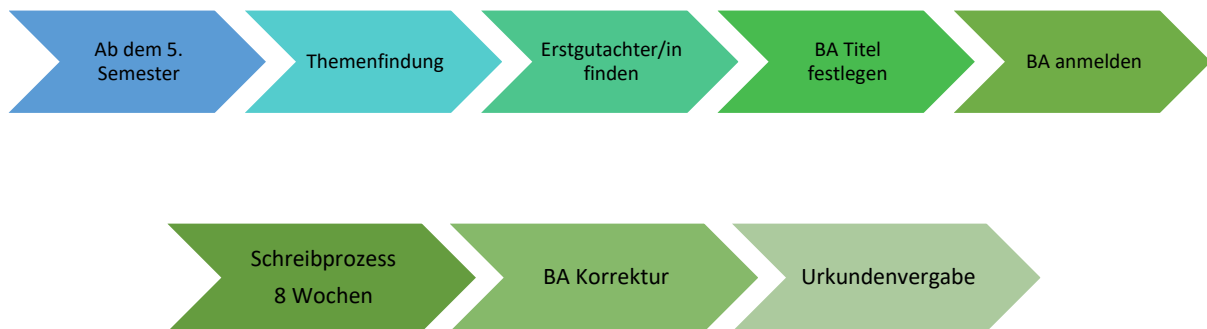 Ab dem 5.
Semester
Themenfindung
Erstgutachter/in
finden
BA Titel
festlegen
BA anmelden
Schreibprozess
8 Wochen
BA Korrektur
Urkundenvergabe